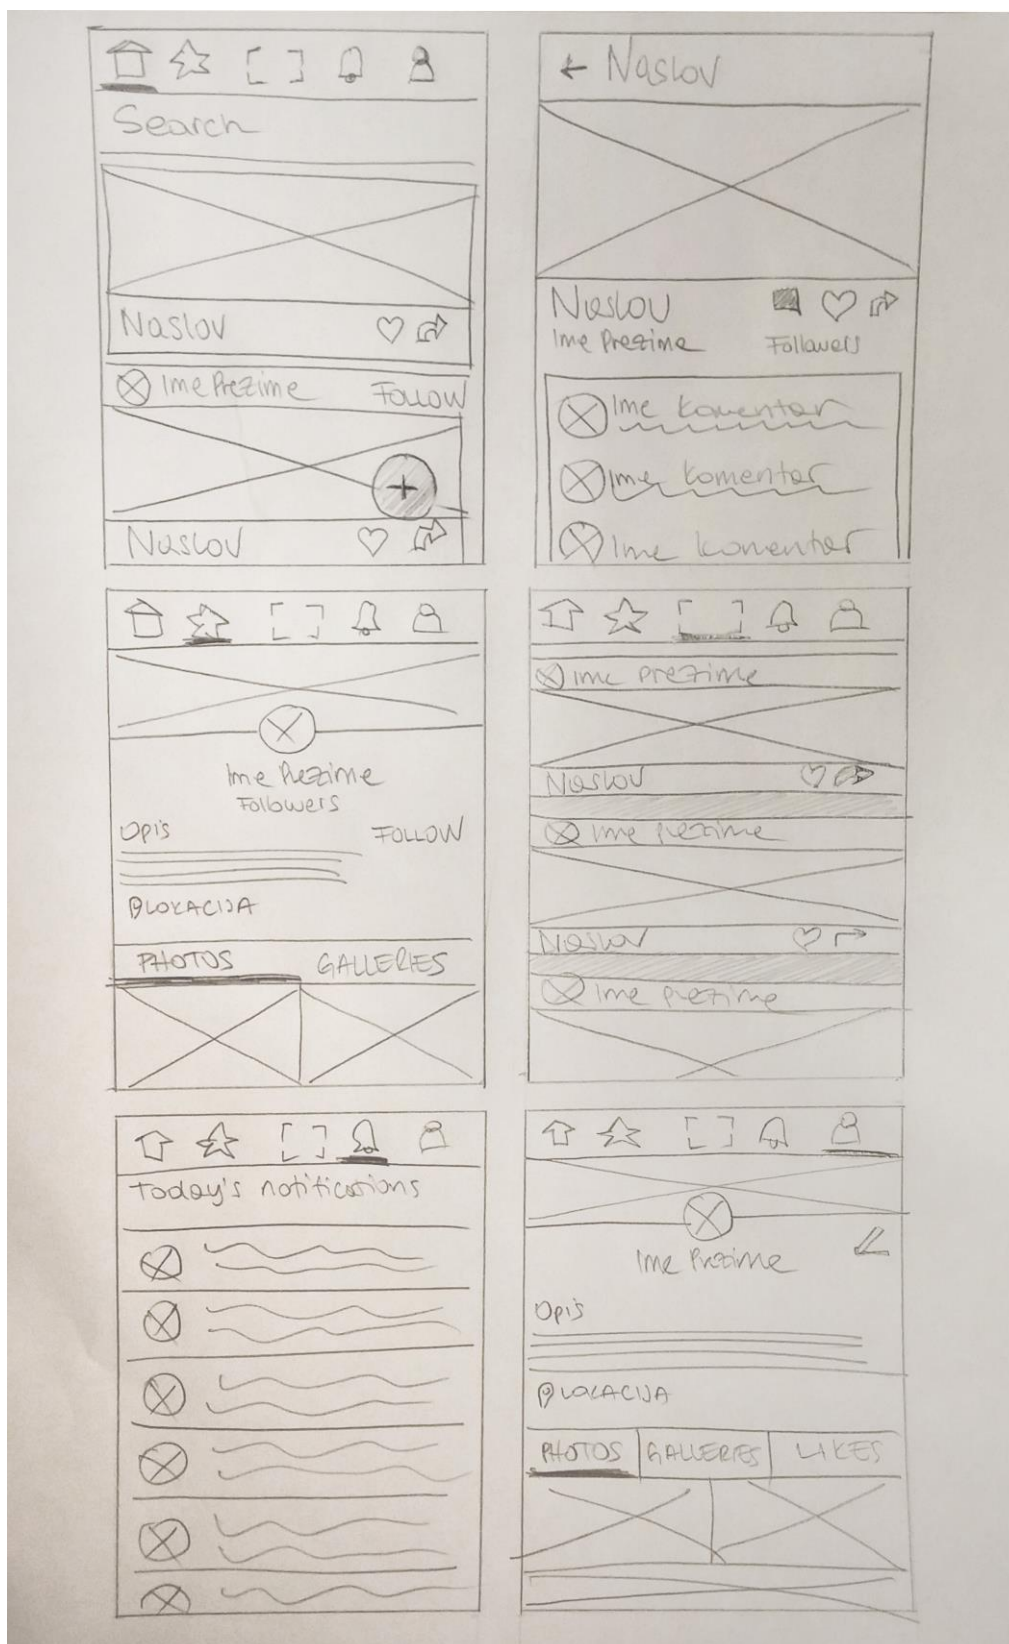 Search
Naslov
Ime Prezime FOLLOW
Naslov
Naslov
Naslov
Ime Prezime Followers
Ime komentar
Ime komentar
Ime komentar
Ime Prezime
Followers
Opis FOLLOW
LOKACIJA
PHOTOS GALLERIES
Ime prezime
Naslov
Ime prezime
Naslov
Ime prezime
Today's notifications
Ime Prezime
Opis
LOKACIJA
PHOTOS GALLERIES LIKES